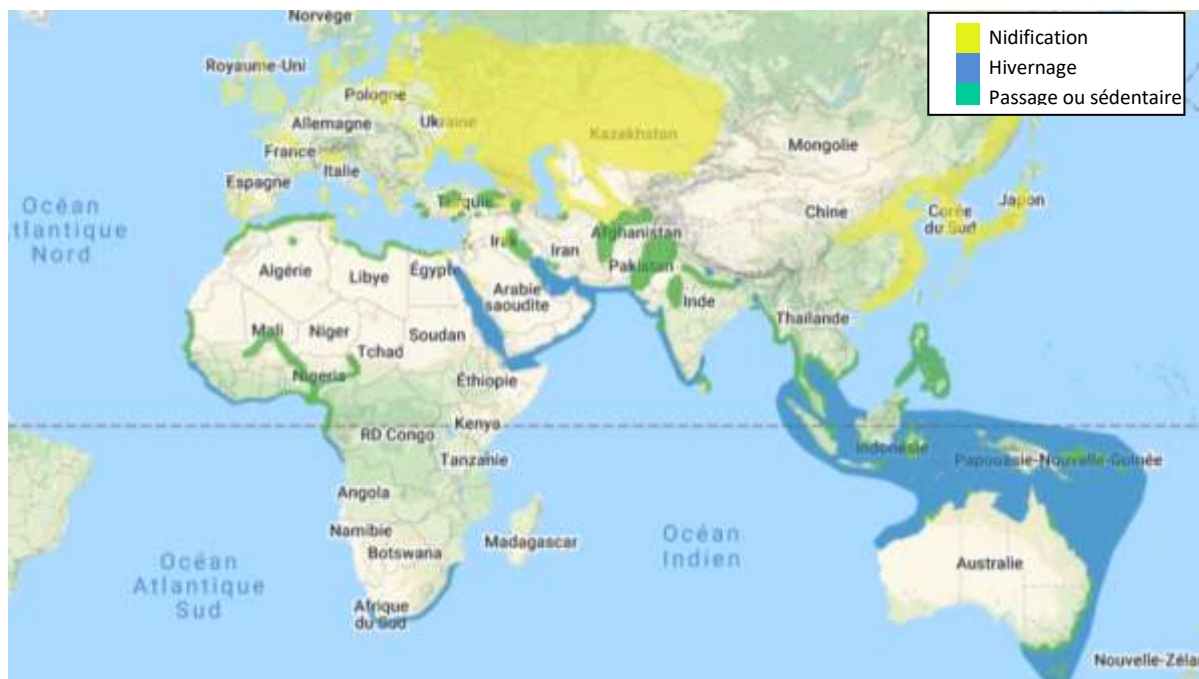 Norvège
Nidification
Hivernage
Passage ou sédentaire
Royaume-Uni
Pologne
Allemagne
Ukraine
Kazakhstan
Mongolie
France
Italie
Espagne
Turquie
Océan
Atlantique
Nord
Chine
Corée
du Sud
Japon
Irak
Iran
Afghanistan
Algérie
Libye
Égypte
Pakistan
Arabie
saoudite
Inde
Mali
Niger
Soudan
Thaïlande
Tchad
Nigeria
Éthiopie
RD Congo
Kenya
Indonésie
Papouasie-Nouvelle-Guinée
Tanzanie
Angola
Namibie
Botswana
Madagascar
Océan
Indien
Australie
Océan
Atlantique
Sud
Afrique
du Sud
Nouvelle-Zéla